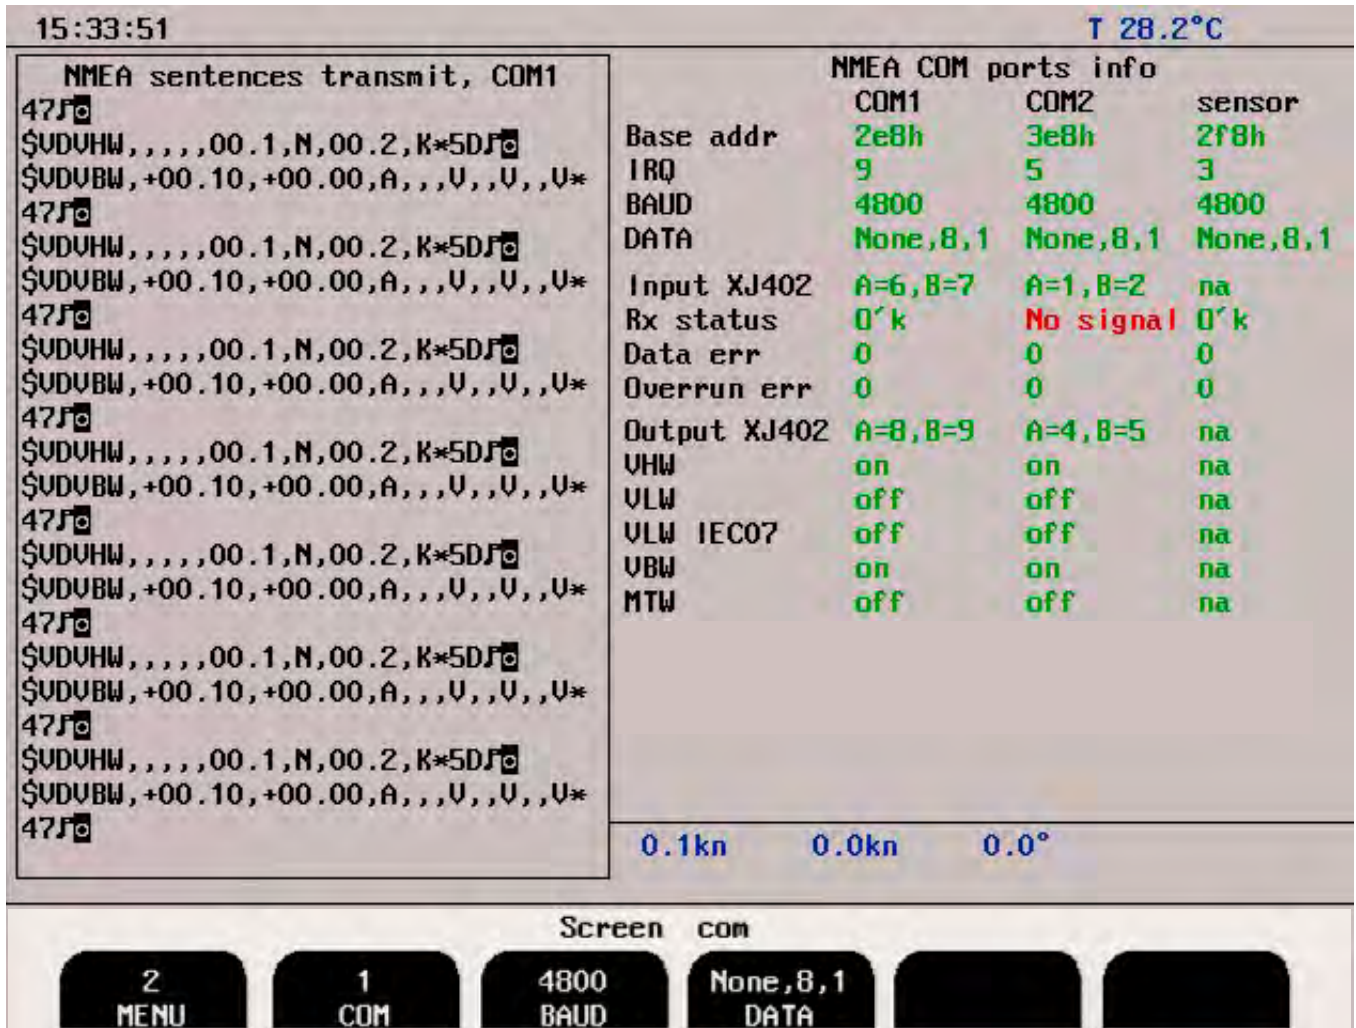 15:33:51 T 28.2°C
NMEA sentences transmit, COM1
47♪◙
$VDVHW,,,,,00.1,N,00.2,K*5D♪◙
$VDVBW,+00.10,+00.00,A,,,V,,V,,V*
47♪◙
$VDVHW,,,,,00.1,N,00.2,K*5D♪◙
$VDVBW,+00.10,+00.00,A,,,V,,V,,V*
47♪◙
$VDVHW,,,,,00.1,N,00.2,K*5D♪◙
$VDVBW,+00.10,+00.00,A,,,V,,V,,V*
47♪◙
$VDVHW,,,,,00.1,N,00.2,K*5D♪◙
$VDVBW,+00.10,+00.00,A,,,V,,V,,V*
47♪◙
$VDVHW,,,,,00.1,N,00.2,K*5D♪◙
$VDVBW,+00.10,+00.00,A,,,V,,V,,V*
47♪◙
$VDVHW,,,,,00.1,N,00.2,K*5D♪◙
$VDVBW,+00.10,+00.00,A,,,V,,V,,V*
47♪◙
$VDVHW,,,,,00.1,N,00.2,K*5D♪◙
$VDVBW,+00.10,+00.00,A,,,V,,V,,V*
47♪◙
NMEA COM ports info
COM1 COM2 sensor
Base addr 2e8h 3e8h 2f8h
IRQ 9 5 3
BAUD 4800 4800 4800
DATA None,8,1 None,8,1 None,8,1
Input XJ402 A=6,B=7 A=1,B=2 na
Rx status O´k No signal O´k
Data err 0 0 0
Overrun err 0 0 0
Output XJ402 A=8,B=9 A=4,B=5 na
VHW on on na
VLW off off na
VLW IEC07 off off na
VBW on on na
MTW off off na
0.1kn 0.0kn 0.0°
Screen com
2 1 4800 None,8,1
MENU COM BAUD DATA